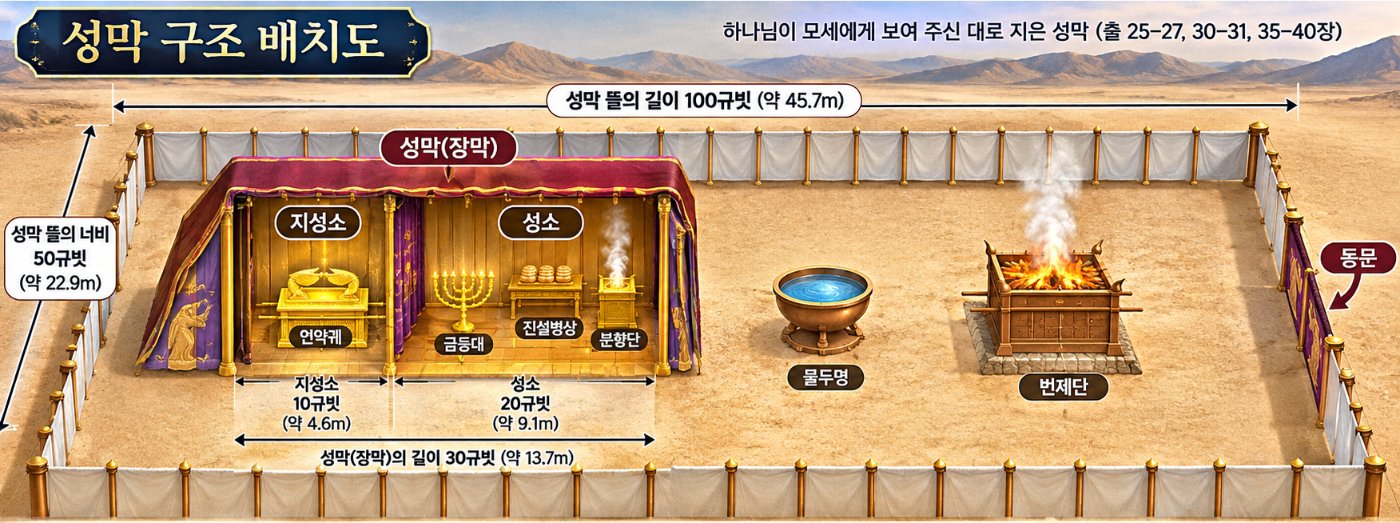 성막 구조 배치도
하나님이 모세에게 보여 주신 대로 지은 성막 (출 25-27, 30-31, 35-40장)
성막 뜰의 길이 100규빗 (약 45.7m)
성막(장막)
성막 뜰의 너비
50규빗
(약 22.9m)
지성소
성소
동문
언약궤
금등대
진설병상
분향단
물두멍
번제단
지성소
10규빗
(약 4.6m)
성소
20규빗
(약 9.1m)
성막(장막)의 길이 30규빗 (약 13.7m)